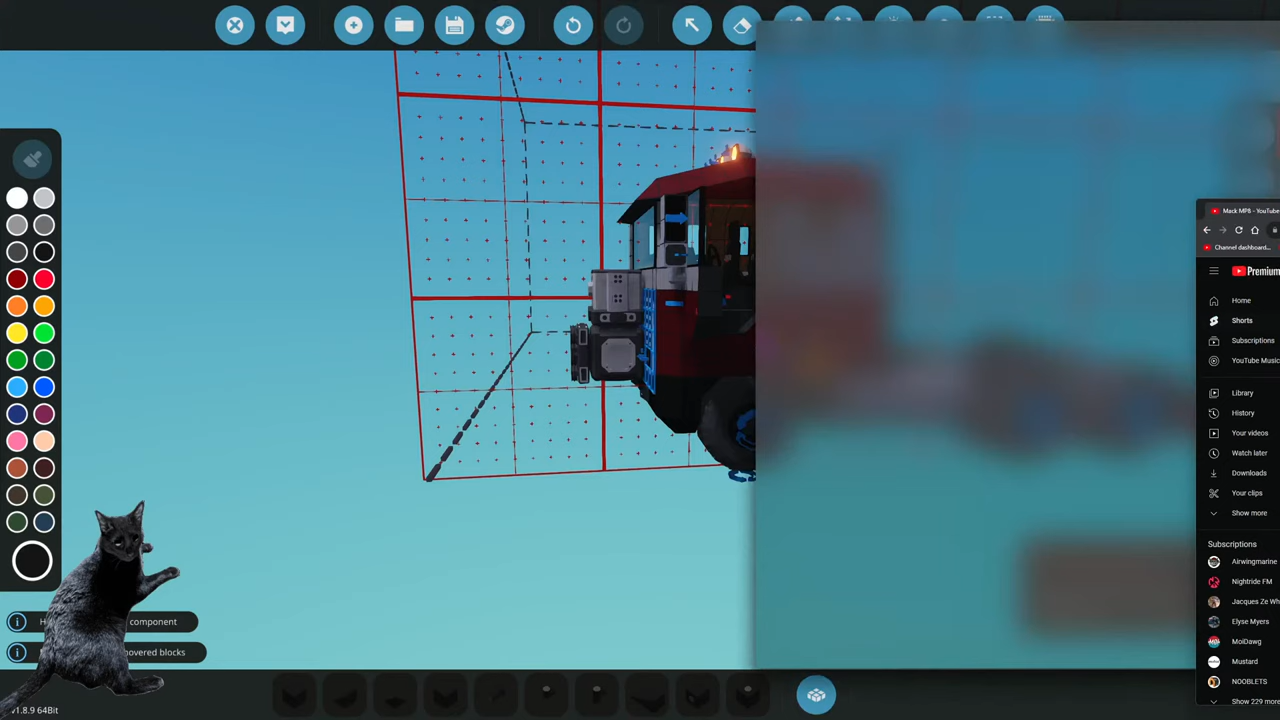 Mack MP8 - YouTube
Channel dashboard...
Premium
Home
Shorts
Subscriptions
YouTube Music
Library
History
Your videos
Watch later
Downloads
Your clips
Show more
Subscriptions
Airwingmarine
Nightride FM
Jacques Ze Wh
Elyse Myers
MoiDawg
Mustard
NOOBLETS
Show 229 more
component
overed blocks
v1.8.9 64Bit